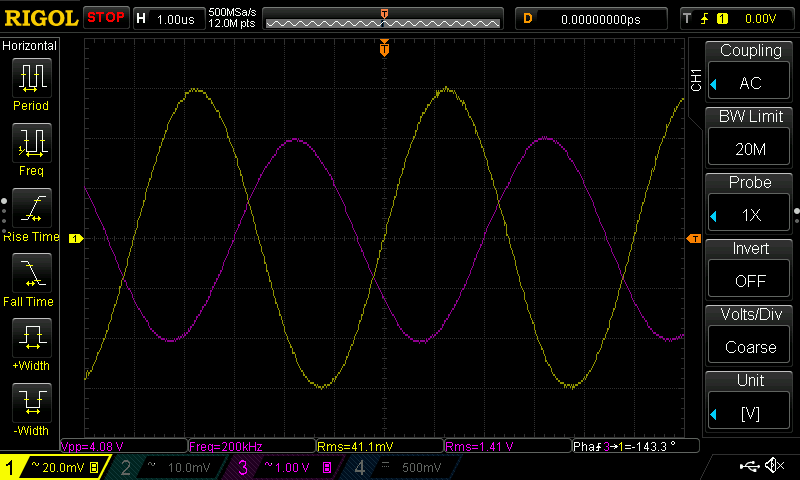 RIGOL STOP H 1.00us 500MSa/s 12.0M pts T D 0.00000000ps T 1 0.00V
Horizontal
Period
Freq
Rise Time
Fall Time
+Width
-Width
1
T
CH1
Coupling
AC
BW Limit
20M
Probe
1X
Invert
OFF
Volts/Div
Coarse
Unit
[V]
Vpp=4.08 V Freq=200kHz Rms=41.1mV Rms=1.41 V Phaƒ3→1=-143.3 °
1 ~ 20.0mV B 2 ~ 10.0mV 3 ~ 1.00 V B 4 500mV